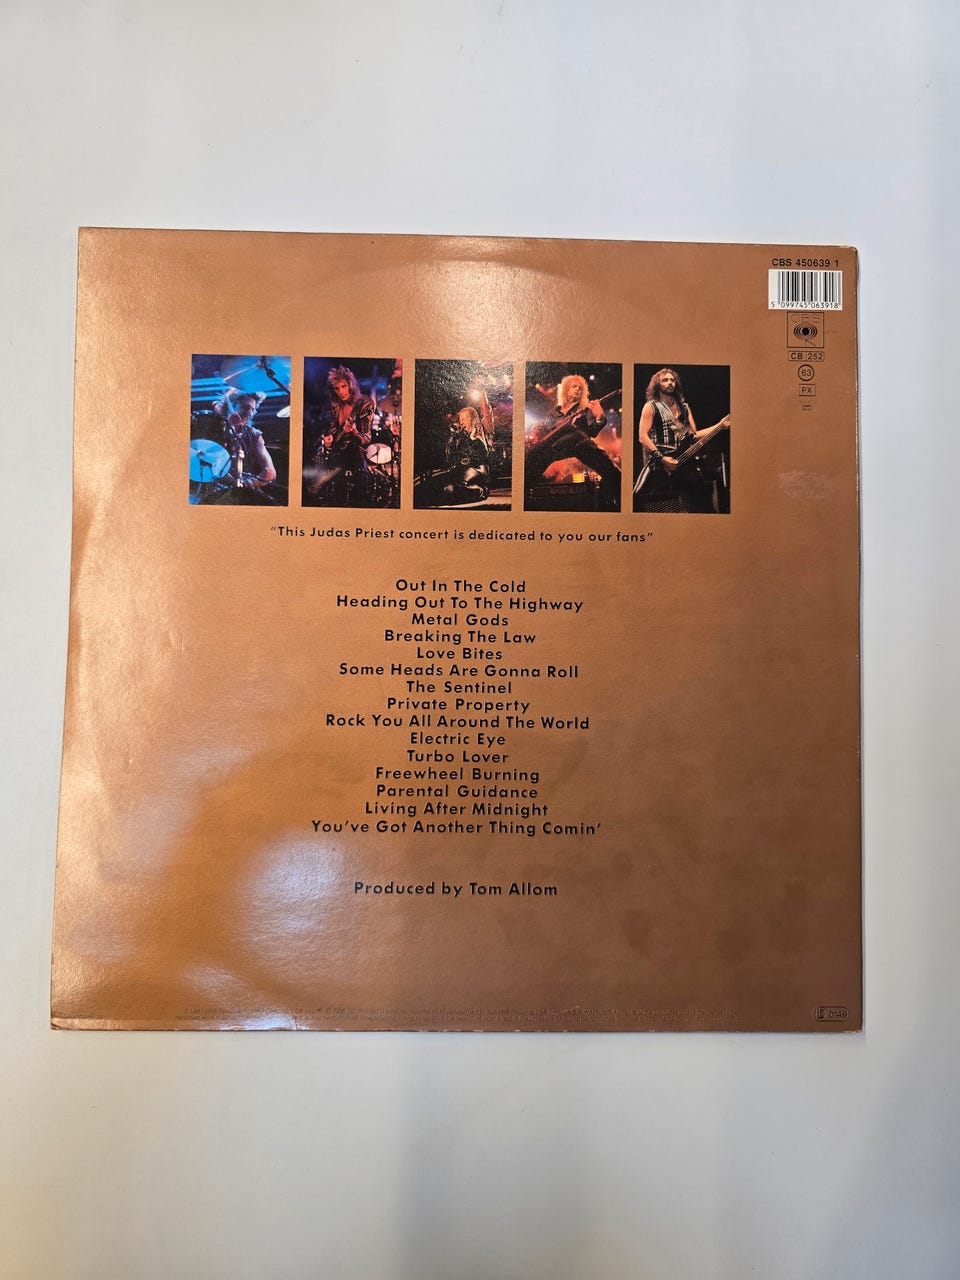 CBS 450639 1
5 099745 063918
CBS
CB 252
63
PX
"This Judas Priest concert is dedicated to you our fans"
Out In The Cold
Heading Out To The Highway
Metal Gods
Breaking The Law
Love Bites
Some Heads Are Gonna Roll
The Sentinel
Private Property
Rock You All Around The World
Electric Eye
Turbo Lover
Freewheel Burning
Parental Guidance
Living After Midnight
You've Got Another Thing Comin'
Produced by Tom Allom
LC 0149